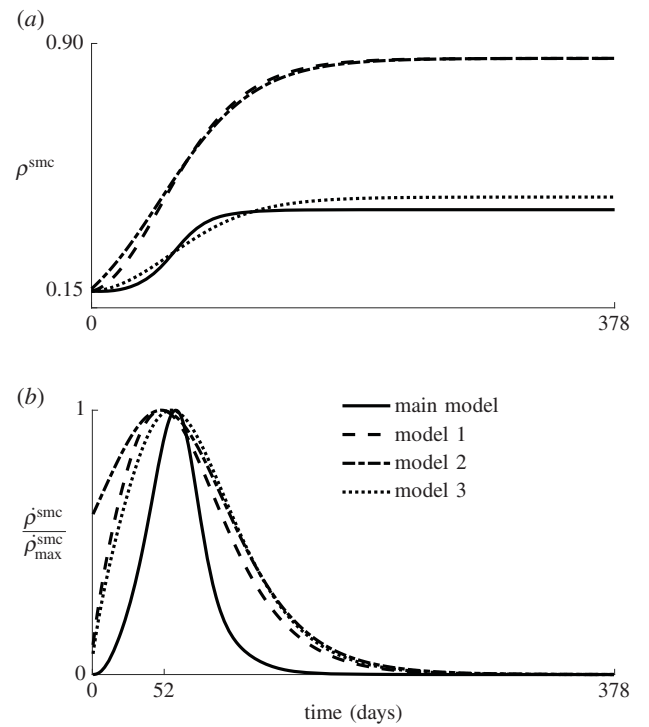 (a)
0.90
ρ^smc
0.15
0
378
(b)
1
main model
model 1
model 2
model 3
ρ̇^smc
ρ̇^smc_max
0
0
52
378
time (days)